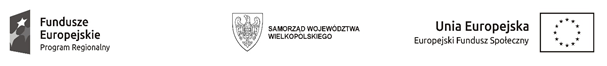 Fundusze
Europejskie
Program Regionalny
SAMORZĄD WOJEWÓDZTWA
WIELKOPOLSKIEGO
Unia Europejska
Europejski Fundusz Społeczny